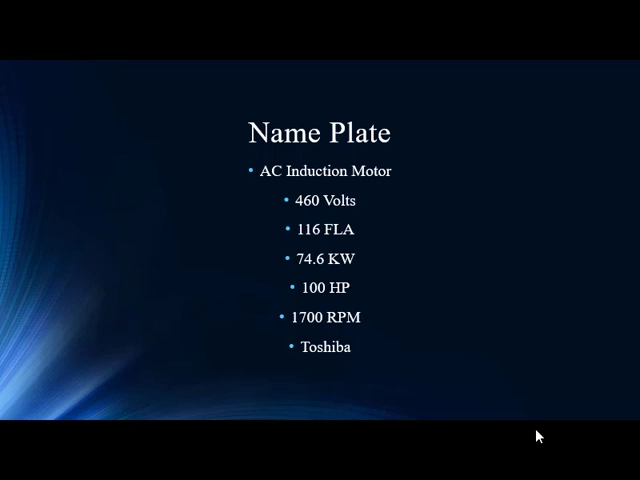 Name Plate
• AC Induction Motor
• 460 Volts
• 116 FLA
• 74.6 KW
• 100 HP
• 1700 RPM
• Toshiba